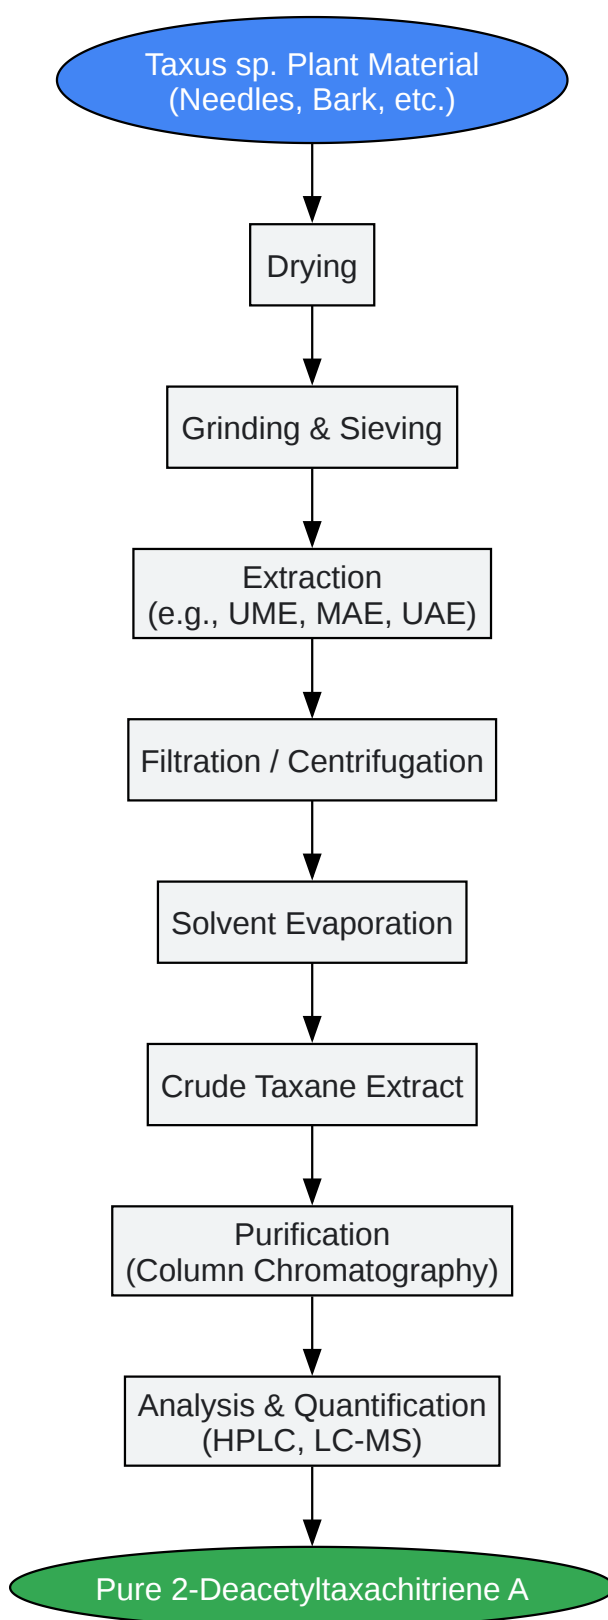 Taxus sp. Plant Material
(Needles, Bark, etc.)
Drying
Grinding & Sieving
Extraction
(e.g., UME, MAE, UAE)
Filtration / Centrifugation
Solvent Evaporation
Crude Taxane Extract
Purification
(Column Chromatography)
Analysis & Quantification
(HPLC, LC-MS)
Pure 2-Deacetyltaxachitriene A